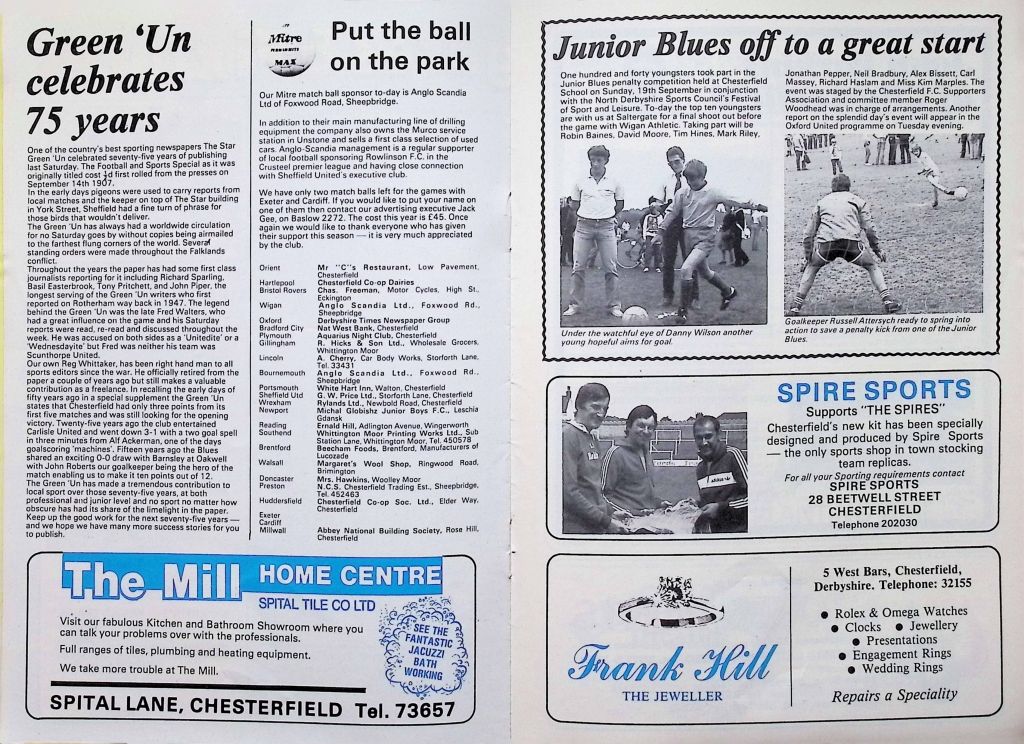 Green 'Un
celebrates
75 years
One of the country's best sporting newspapers The Star
Green 'Un celebrated seventy-five years of publishing
last Saturday. The Football and Sports Special as it was
originally titled cost ½d first rolled from the presses on
September 14th 1907.
In the early days pigeons were used to carry reports from
local matches and the keeper on top of The Star building
in York Street, Sheffield had a fine turn of phrase for
those birds that wouldn't deliver.
The Green 'Un has always had a worldwide circulation
for no Saturday goes by without copies being airmailed
to the farthest flung corners of the world. Several
standing orders were made throughout the Falklands
conflict.
Throughout the years the paper has had some first class
journalists reporting for it including Richard Sparling,
Basil Easterbrook, Tony Pritchett, and John Piper, the
longest serving of the Green 'Un writers who first
reported on Rotherham way back in 1947. The legend
behind the Green 'Un was the late Fred Walters, who
had a great influence on the game and his Saturday
reports were read, re-read and discussed throughout the week.
He was accused on both sides as a 'Unitedite' or a
'Wednesdayite' but Fred was neither his team was
Scunthorpe United.
Our own Reg Whittaker, has been right hand man to all
sports editors since the war. He officially retired from the
paper a couple of years ago but still makes a valuable
contribution as a freelance. In recalling the early days of
fifty years ago in a special supplement the Green 'Un
states that Chesterfield had only three points from its
first five matches and was still looking for the opening
victory. Twenty-five years ago the club entertained
Carlisle United and went down 3-1 with a two goal spell
in three minutes from Alf Ackerman, one of the days
goalscoring 'machines'. Fifteen years ago the Blues
shared an exciting 0-0 draw with Barnsley at Oakwell
with John Roberts our goalkeeper being the hero of the
match enabling us to make it ten points out of 12.
The Green 'Un has made a tremendous contribution to
local sport over those seventy-five years, at both
professional and junior level and no sport no matter how
obscure has had its share of the limelight in the paper.
Keep up the good work for the next seventy-five years —
and we hope we have many more success stories for you
to publish.
Mitre
MAX
Put the ball
on the park
Our Mitre match ball sponsor to-day is Anglo Scandia
Ltd of Foxwood Road, Sheepbridge.
In addition to their main manufacturing line of drilling
equipment the company also owns the Murco service
station in Unstone and sells a first class selection of used
cars. Anglo-Scandia management is a regular supporter
of local football sponsoring Rowlinson F.C. in the
Crusteel premier league and having close connection
with Sheffield United's executive club.
We have only two match balls left for the games with
Exeter and Cardiff. If you would like to put your name on
one of them then contact our advertising executive Jack
Gee, on Baslow 2272. The cost this year is £45. Once
again we would like to thank everyone who has given
their support this season — it is very much appreciated
by the club.
Orient Mr "C"s Restaurant, Low Pavement,
Chesterfield
Hartlepool Chesterfield Co-op Dairies
Bristol Rovers Chas. Freeman, Motor Cycles, High St.,
Eckington
Wigan Anglo Scandia Ltd., Foxwood Rd.,
Sheepbridge
Oxford Derbyshire Times Newspaper Group
Bradford City Nat West Bank, Chesterfield
Plymouth Aquarius Night Club, Chesterfield
Gillingham R. Hicks & Son Ltd., Wholesale Grocers,
Whittington Moor
Lincoln A. Cherry, Car Body Works, Storforth Lane,
Tel. 33431
Bournemouth Anglo Scandia Ltd., Foxwood Rd.,
Sheepbridge
Portsmouth White Hart Inn, Walton, Chesterfield
Sheffield Utd G. W. Price Ltd., Storforth Lane, Chesterfield
Wrexham Rylands Ltd., Newbold Road, Chesterfield
Newport Michal Globishz Junior Boys F.C., Leschia
Gdansk
Reading Ernald Hill, Adlington Avenue, Wingerworth
Southend Whittington Moor Printing Works Ltd., Sub
Station Lane, Whittington Moor, Tel. 450578
Brentford Beecham Foods, Brentford, Manufacturers of
Lucozade
Walsall Margaret's Wool Shop, Ringwood Road,
Brimington
Doncaster Mrs. Hawkins, Woolley Moor
Preston N.C.S. Chesterfield Trading Est., Sheepbridge,
Tel. 452463
Huddersfield Chesterfield Co-op Soc. Ltd., Elder Way,
Chesterfield
Exeter
Cardiff
Millwall Abbey National Building Society, Rose Hill,
Chesterfield
The Mill HOME CENTRE
SPITAL TILE CO LTD
Visit our fabulous Kitchen and Bathroom Showroom where you
can talk your problems over with the professionals.
Full ranges of tiles, plumbing and heating equipment.
We take more trouble at The Mill.
SEE THE
FANTASTIC
JACUZZI
BATH
WORKING
SPITAL LANE, CHESTERFIELD Tel. 73657
Junior Blues off to a great start
One hundred and forty youngsters took part in the
Junior Blues penalty competition held at Chesterfield
School on Sunday, 19th September in conjunction
with the North Derbyshire Sports Council's Festival
of Sport and Leisure. To-day the top ten youngsters
are with us at Saltergate for a final shoot out before
the game with Wigan Athletic. Taking part will be
Robin Baines, David Moore, Tim Hines, Mark Riley,
Jonathan Pepper, Neil Bradbury, Alex Bissett, Carl
Massey, Richard Haslam and Miss Kim Marples. The
event was staged by the Chesterfield F.C. Supporters
Association and committee member Roger
Woodhead was in charge of arrangements. Another
report on the splendid day's event will appear in the
Oxford United programme on Tuesday evening.
Under the watchful eye of Danny Wilson another
young hopeful aims for goal.
Goalkeeper Russell Attersych ready to spring into
action to save a penalty kick from one of the Junior
Blues.
adidas
SPIRE SPORTS
Supports "THE SPIRES"
Chesterfield's new kit has been specially
designed and produced by Spire Sports
— the only sports shop in town stocking
team replicas.
For all your Sporting requirements contact
SPIRE SPORTS
28 BEETWELL STREET
CHESTERFIELD
Telephone 202030
Frank Hill
THE JEWELLER
5 West Bars, Chesterfield,
Derbyshire. Telephone: 32155
● Rolex & Omega Watches
● Clocks ● Jewellery
● Presentations
● Engagement Rings
● Wedding Rings
Repairs a Speciality